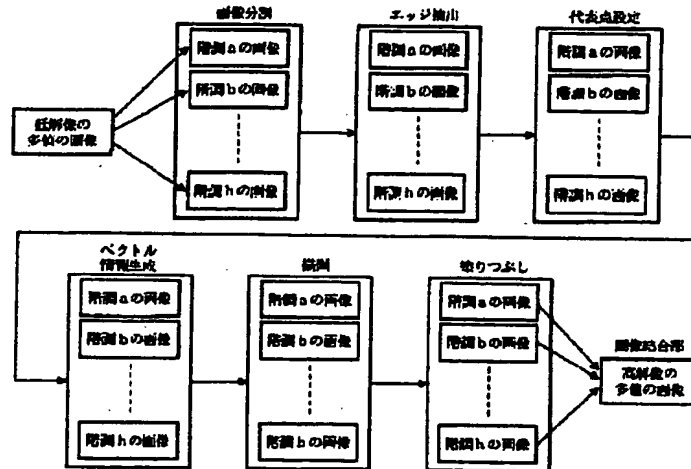 画像分割
エッジ抽出
代表点設定
階調aの画像
階調aの画像
階調aの画像
階調bの画像
階調bの画像
階調bの画像
低解像の
多値の画像
階調hの画像
階調hの画像
階調hの画像
ベクトル
情報生成
塗りつぶし
階調aの画像
階調aの画像
階調aの画像
階調bの画像
階調bの画像
階調bの画像
画像結合部
高解像の
多値の画像
階調hの画像
階調hの画像
階調hの画像